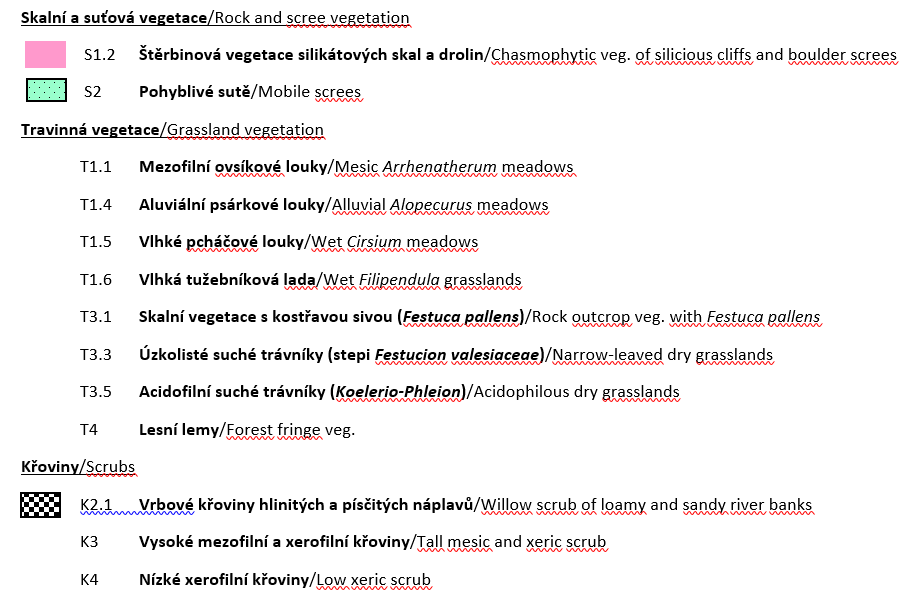 Skalní a suťová vegetace/Rock and scree vegetation
S1.2 Štěrbinová vegetace silikátových skal a drolin/Chasmophytic veg. of silicious cliffs and boulder screes
S2 Pohyblivé sutě/Mobile screes
Travinná vegetace/Grassland vegetation
T1.1 Mezofilní ovsíkové louky/Mesic Arrhenatherum meadows
T1.4 Aluviální psárkové louky/Alluvial Alopecurus meadows
T1.5 Vlhké pcháčové louky/Wet Cirsium meadows
T1.6 Vlhká tužebníková lada/Wet Filipendula grasslands
T3.1 Skalní vegetace s kostřavou sivou (Festuca pallens)/Rock outcrop veg. with Festuca pallens
T3.3 Úzkolisté suché trávníky (stepi Festucion valesiaceae)/Narrow-leaved dry grasslands
T3.5 Acidofilní suché trávníky (Koelerio-Phleion)/Acidophilous dry grasslands
T4 Lesní lemy/Forest fringe veg.
Křoviny/Scrubs
K2.1 Vrbové křoviny hlinitých a písčitých náplavů/Willow scrub of loamy and sandy river banks
K3 Vysoké mezofilní a xerofilní křoviny/Tall mesic and xeric scrub
K4 Nízké xerofilní křoviny/Low xeric scrub